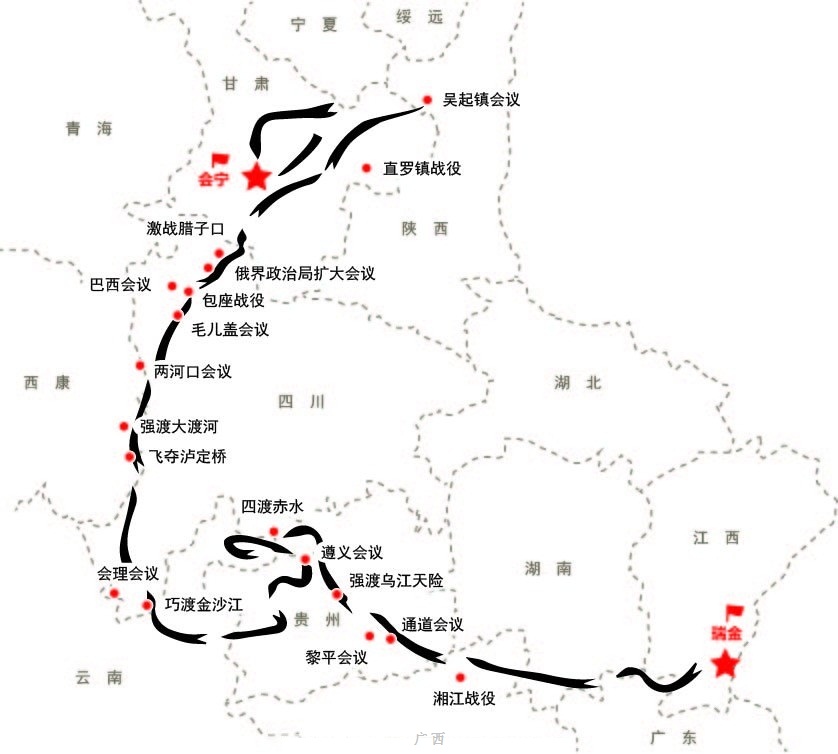 绥 远
宁 夏
甘 肃
吴起镇会议
青 海
直罗镇战役
会宁
激战腊子口
陕 西
俄界政治局扩大会议
巴西会议
包座战役
毛儿盖会议
两河口会议
西 康
四 川
湖 北
强渡大渡河
飞夺泸定桥
四渡赤水
江 西
遵义会议
湖 南
会理会议
强渡乌江天险
巧渡金沙江
贵 州
通道会议
瑞金
黎平会议
云 南
湘江战役
广 西
广 东